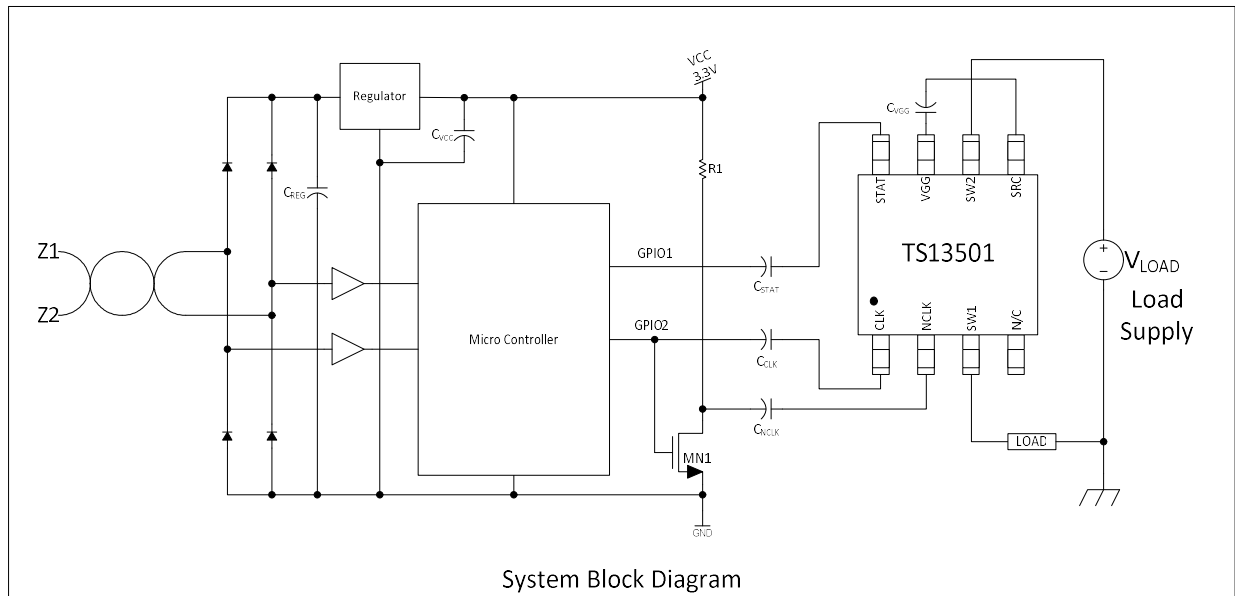 VCC
3.3V
Regulator
CVCC
CREG
R1
CVGG
STAT
VGG
SW2
SRC
Z1
Z2
GPIO1
CSTAT
TS13501
+
−
VLOAD
Load
Supply
Micro Controller
GPIO2
CCLK
CLK
NCLK
SW1
N/C
CNCLK
MN1
LOAD
GND
System Block Diagram